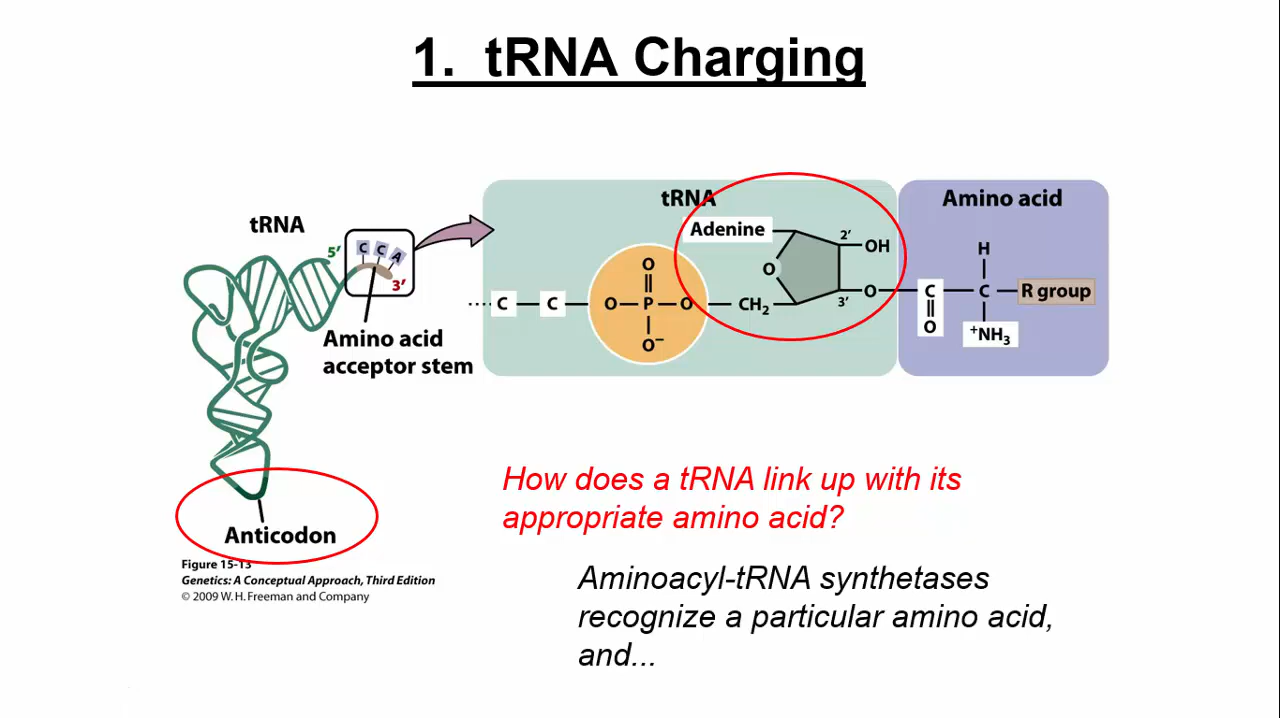 1. tRNA Charging
tRNA
5′
C C A
3′
Amino acid
acceptor stem
Anticodon
Figure 15-13
Genetics: A Conceptual Approach, Third Edition
© 2009 W. H. Freeman and Company
tRNA
Adenine
2′
OH
O
3′
O
CH₂
C
C
O
O
P
O
O⁻
Amino acid
H
C
C
R group
O
⁺NH₃
How does a tRNA link up with its
appropriate amino acid?
Aminoacyl-tRNA synthetases
recognize a particular amino acid,
and...